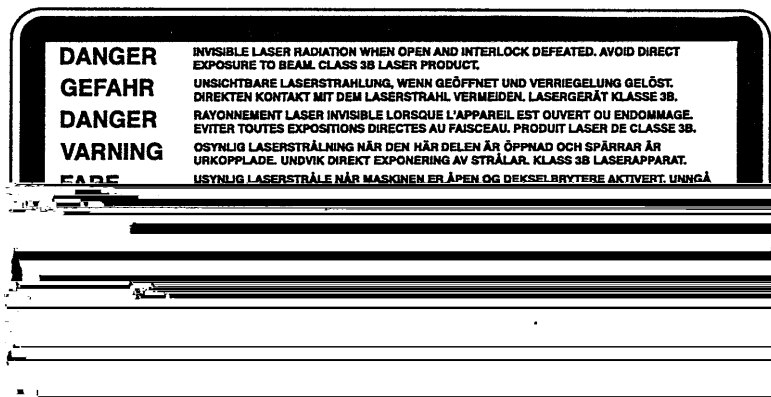 DANGER INVISIBLE LASER RADIATION WHEN OPEN AND INTERLOCK DEFEATED. AVOID DIRECT
EXPOSURE TO BEAM. CLASS 3B LASER PRODUCT.
GEFAHR UNSICHTBARE LASERSTRAHLUNG, WENN GEÖFFNET UND VERRIEGELUNG GELÖST.
DIREKTEN KONTAKT MIT DEM LASERSTRAHL VERMEIDEN. LASERGERÄT KLASSE 3B.
DANGER RAYONNEMENT LASER INVISIBLE LORSQUE L'APPAREIL EST OUVERT OU ENDOMMAGE.
EVITER TOUTES EXPOSITIONS DIRECTES AU FAISCEAU. PRODUIT LASER DE CLASSE 3B.
VARNING OSYNLIG LASERSTRÅLNING NÄR DEN HÄR DELEN ÄR ÖPPNAD OCH SPÄRRAR ÄR
URKOPPLADE. UNDVIK DIREKT EXPONERING AV STRÅLAR. KLASS 3B LASERAPPARAT.
FARE USYNLIG LASERSTRÅLE NÅR MASKINEN ER ÅPEN OG DEKSELBRYTERE AKTIVERT. UNNGÅ